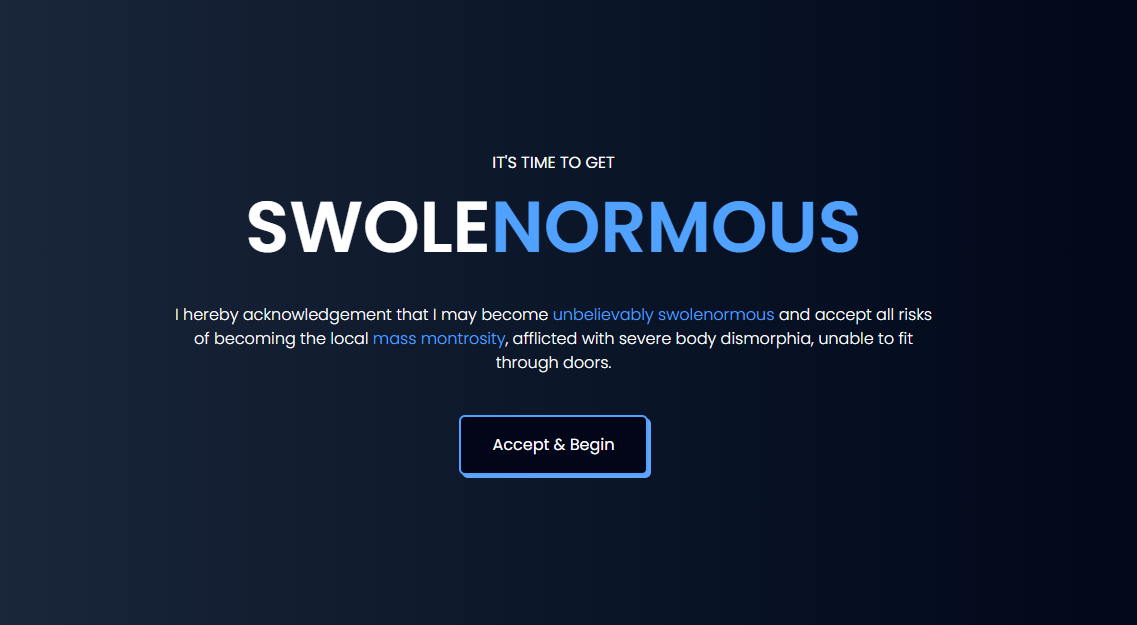 IT'S TIME TO GET
SWOLENORMOUS
I hereby acknowledgement that I may become unbelievably swolenormous and accept all risks
of becoming the local mass montrosity, afflicted with severe body dismorphia, unable to fit
through doors.
Accept & Begin